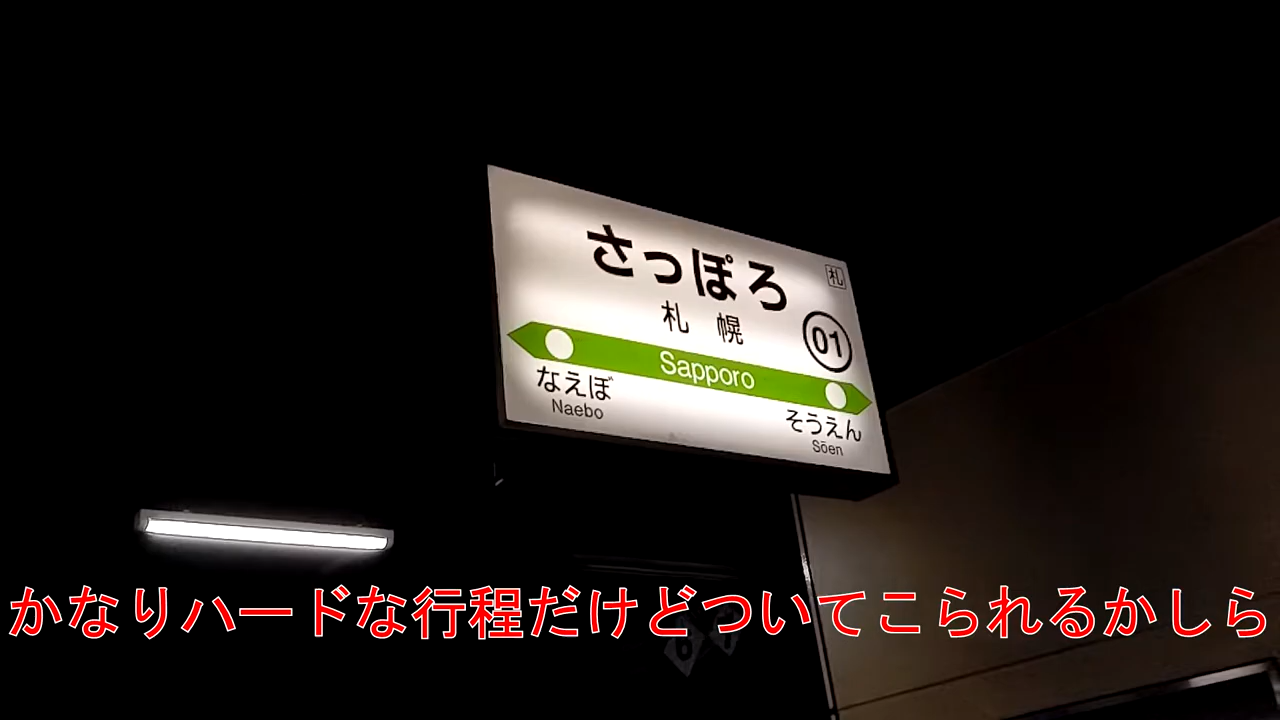 さっぽろ
札
札 幌
01
Sapporo
なえぼ
Naebo
そうえん
Sōen
かなりハードな行程だけどついてこられるかしら
6 7